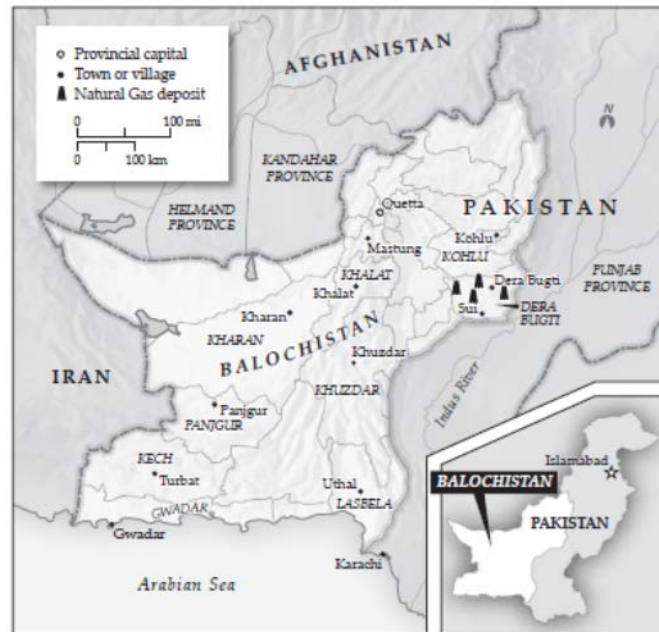 Provincial capital
Town or village
Natural Gas deposit
0 100 mi
0 100 km
AFGHANISTAN
N
KANDAHAR
PROVINCE
HELMAND
PROVINCE
Quetta
PAKISTAN
Mastung
Kohlu
KOHLU
PUNJAB
PROVINCE
KHALAT
Khalat
Dera Bugti
Sui
DERA
BUGTI
Kharan
KHARAN
BALOCHISTAN
Khuzdar
KHUZDAR
IRAN
Indus River
Panjgur
PANJGUR
KECH
Turbat
Uthal
LASBELA
GWADAR
Gwadar
Karachi
Arabian Sea
Islamabad
BALOCHISTAN
PAKISTAN